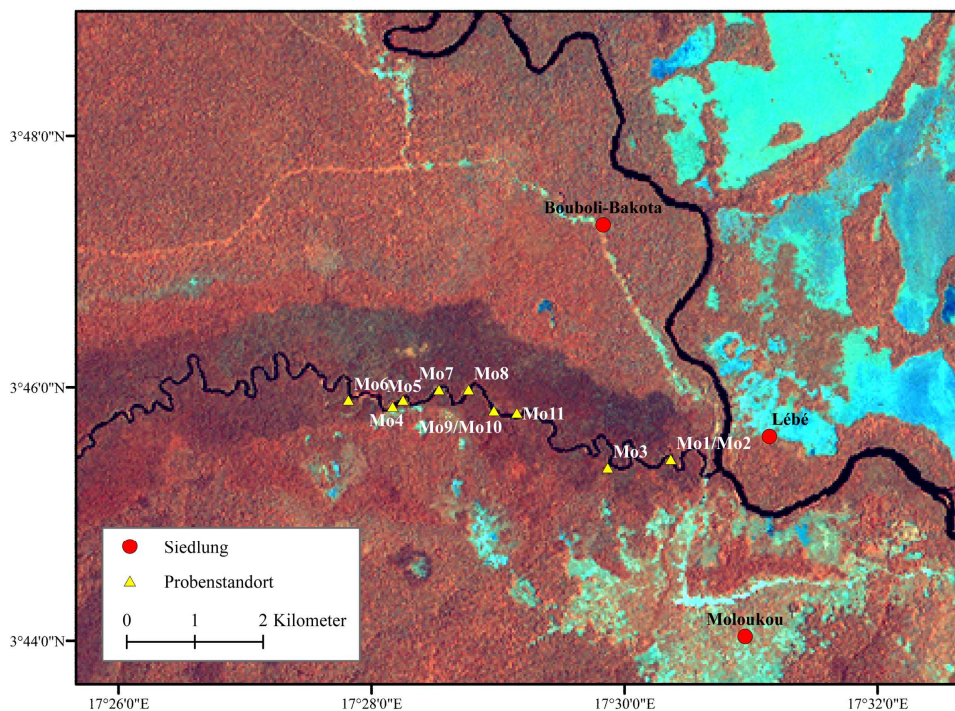 3°48'0"N
Bouboli-Bakota
3°46'0"N
Mo6
Mo5
Mo7
Mo8
Mo4
Mo9/Mo10
Mo11
Lébé
Mo3
Mo1/Mo2
Siedlung
Probenstandort
0 1 2 Kilometer
Moloukou
3°44'0"N
17°26'0"E 17°28'0"E 17°30'0"E 17°32'0"E